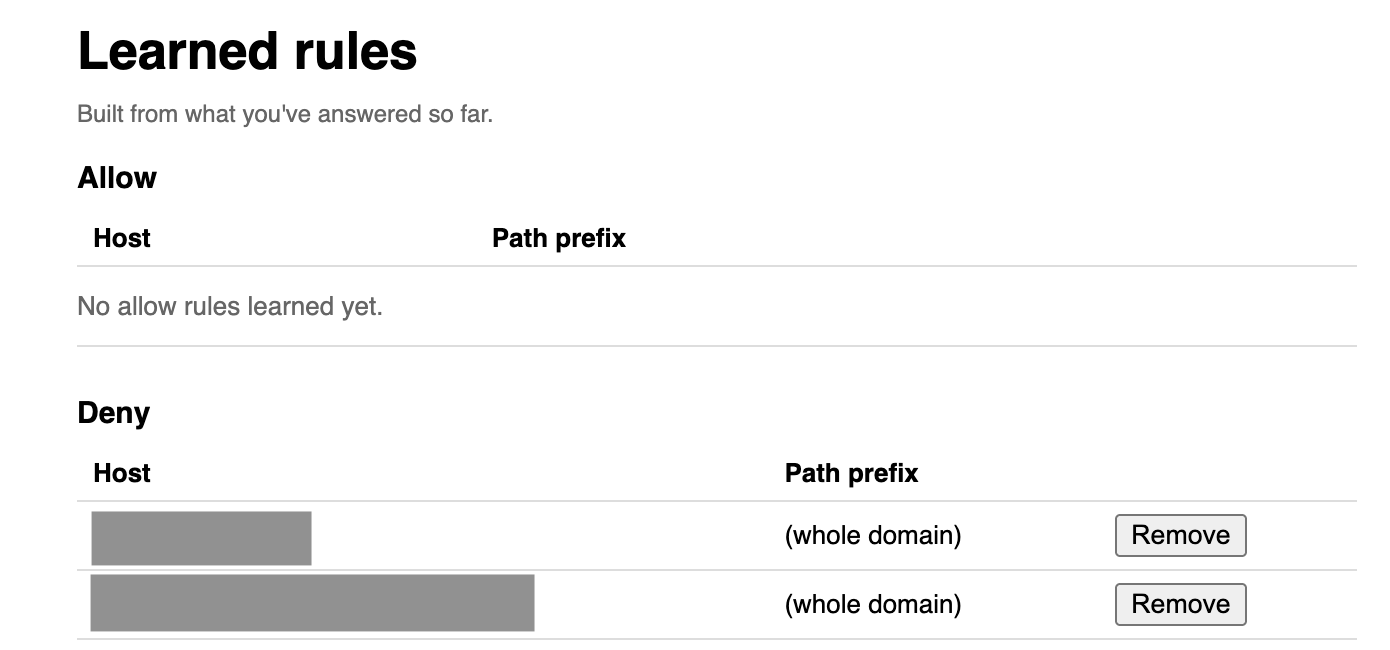 Learned rules
Built from what you've answered so far.
Allow
Host Path prefix
No allow rules learned yet.
Deny
Host Path prefix
(whole domain) Remove
(whole domain) Remove